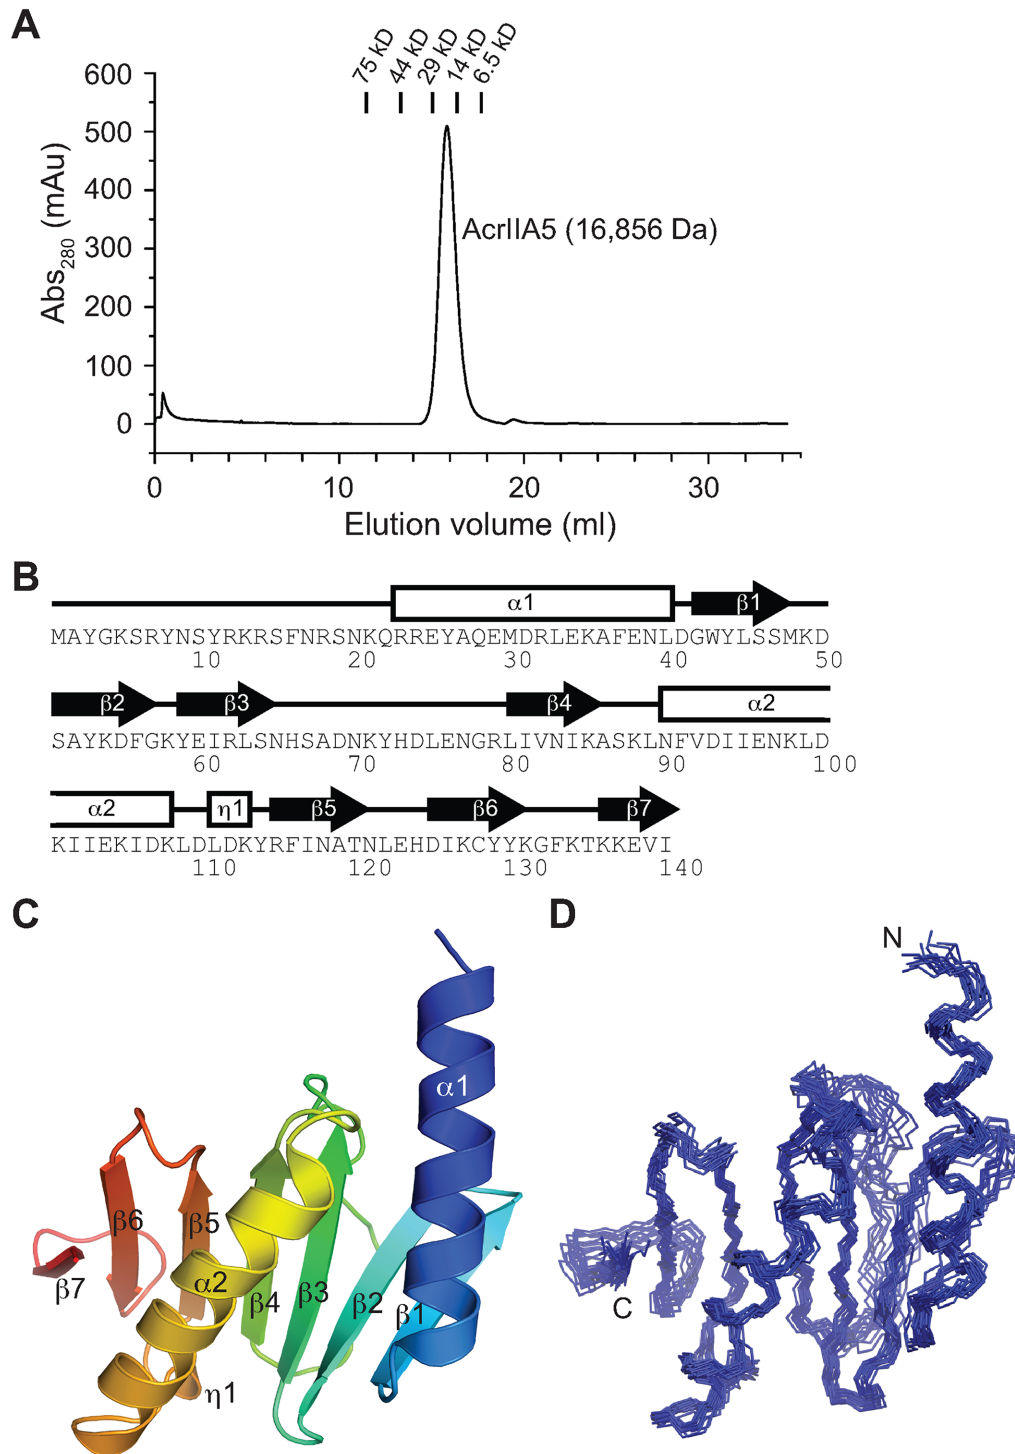 A
75 kD 44 kD 29 kD 14 kD 6.5 kD
600
500
400
300
200
100
0
Abs280 (mAu)
AcrIIA5 (16,856 Da)
0 10 20 30
Elution volume (ml)
B
α1 β1
MAYGKSRYNSYRKRSFNRSNKQRREYAQEMDRLEKAFENLDGWYLSSMKD
10 20 30 40 50
β2 β3 β4 α2
SAYKDFGKYEIRLSNHSADNKYHDLENGRLIVNIKASKLNFVDIIENKLD
60 70 80 90 100
α2 η1 β5 β6 β7
KIIEKIDKLDLDKYRFINATNLEHDIKCYYKGFKTKKEVI
110 120 130 140
C
α1
β6 β5
β7 α2 β4 β3 β2 β1
η1
D
N
C